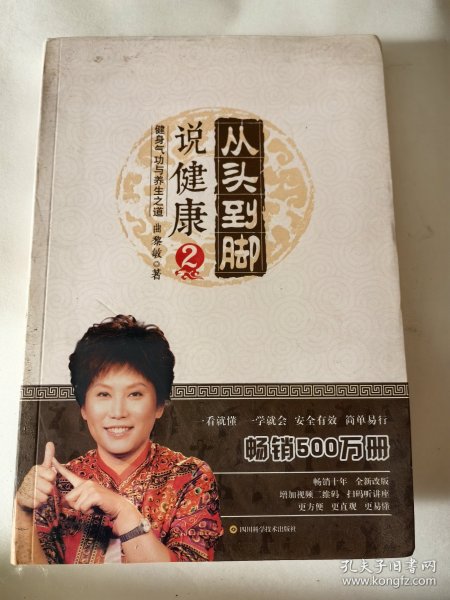 从头到脚
说健康
2
健身气功与养生之道
曲黎敏 著
一看就懂 一学就会 安全有效 简单易行
畅销500万册
畅销十年 全新改版
增加视频二维码 扫码听讲座
更方便 更直观 更易懂
四川科学技术出版社
孔夫子旧书网
www.kongfz.com